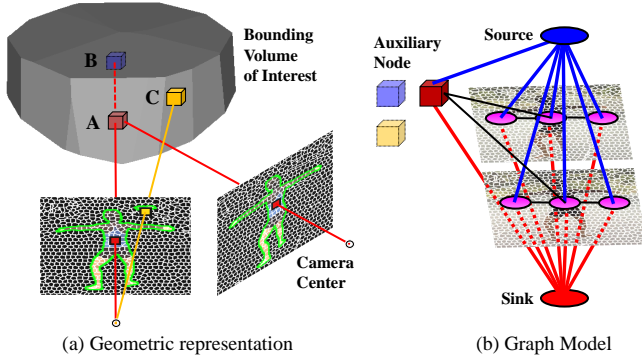 Bounding
Volume
of Interest
B
C
A
Camera
Center
(a) Geometric representation
Source
Auxiliary
Node
Sink
(b) Graph Model